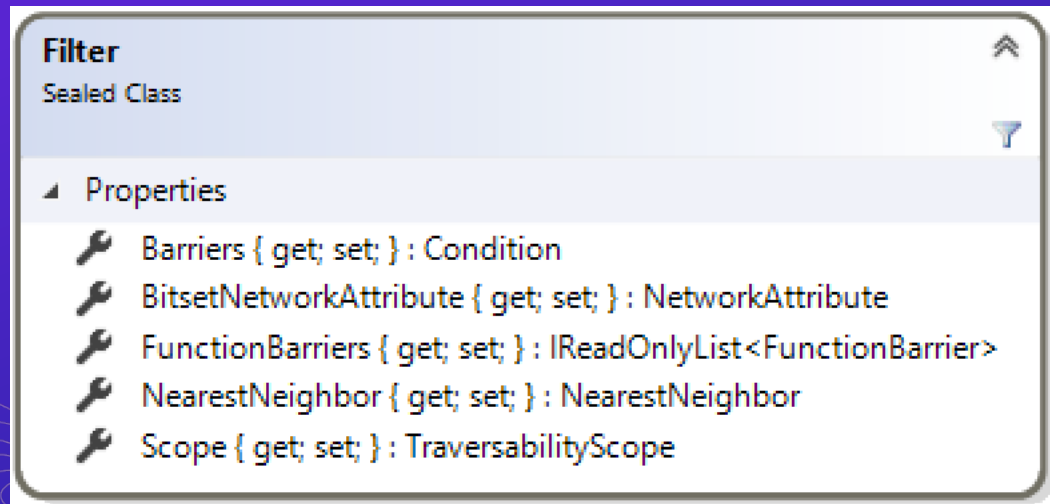 Filter
Sealed Class
Properties
Barriers { get; set; } : Condition
BitsetNetworkAttribute { get; set; } : NetworkAttribute
FunctionBarriers { get; set; } : IReadOnlyList<FunctionBarrier>
NearestNeighbor { get; set; } : NearestNeighbor
Scope { get; set; } : TraversabilityScope